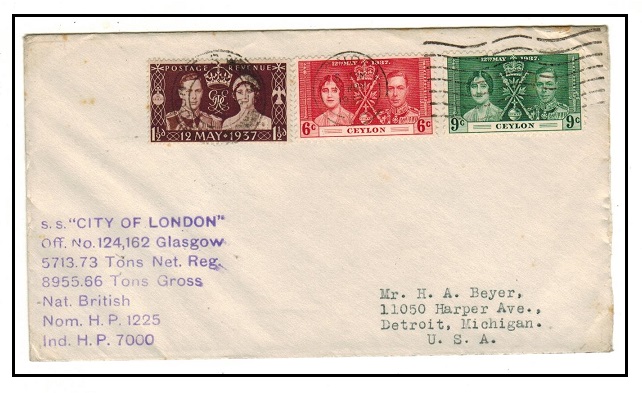 POSTAGE REVENUE
1½d 12 MAY • 1937 1½d
12TH MAY 1937.
6c CEYLON 6c
12TH MAY 1937.
9c CEYLON 9c
s.s. "CITY OF LONDON"
Off. No. 124,162 Glasgow
5713.73 Tons Net. Reg.
8955.66 Tons Gross
Nat. British
Nom. H.P. 1225
Ind. H.P. 7000
Mr. H. A. Beyer,
11050 Harper Ave.,
Detroit, Michigan.
U. S. A.